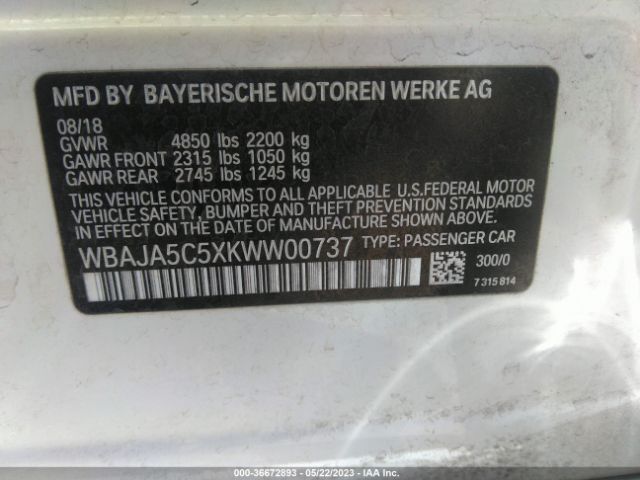 MFD BY BAYERISCHE MOTOREN WERKE AG
08/18
GVWR 4850 lbs 2200 kg
GAWR FRONT 2315 lbs 1050 kg
GAWR REAR 2745 lbs 1245 kg
THIS VEHICLE CONFORMS TO ALL APPLICABLE U.S.FEDERAL MOTOR
VEHICLE SAFETY, BUMPER AND THEFT PREVENTION STANDARDS
IN EFFECT ON THE DATE OF MANUFACTURE SHOWN ABOVE.
WBAJA5C5XKWW00737 TYPE: PASSENGER CAR
300/0
7 315 814
000-36672893 - 05/22/2023 - IAA Inc.